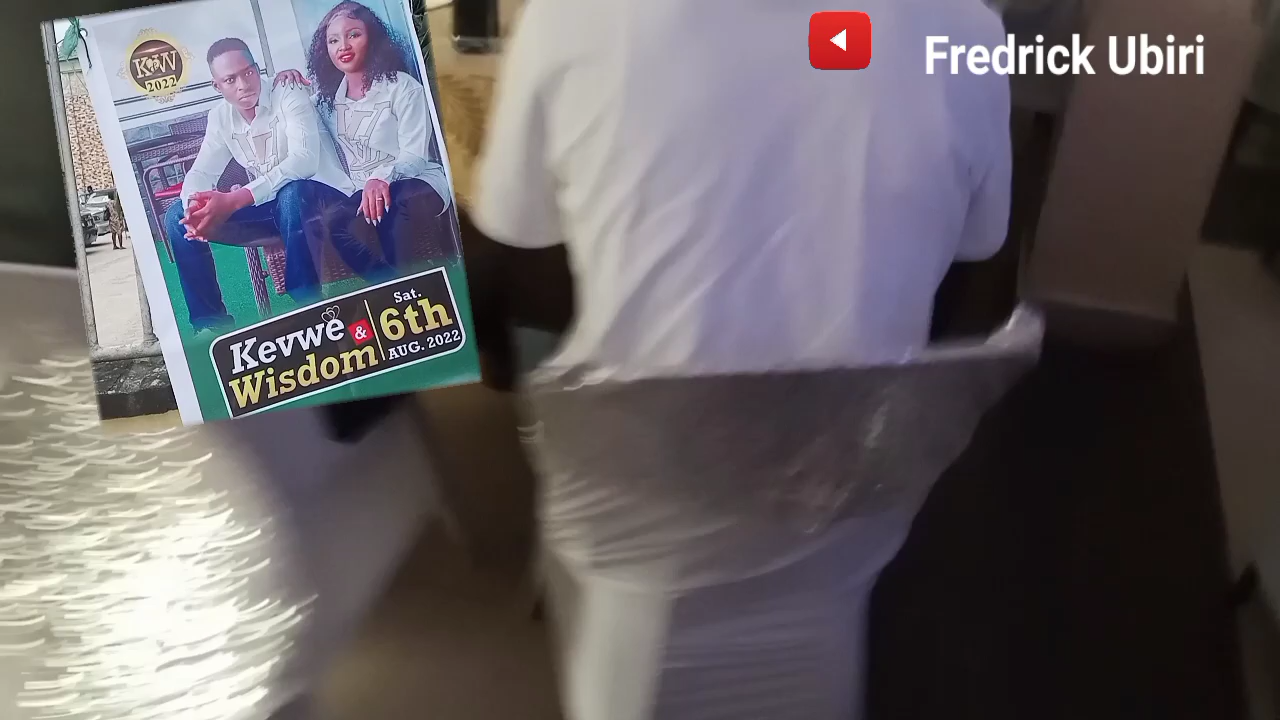 K W
2022
Kevwe &
Wisdom
Sat.
6th
AUG. 2022
Fredrick Ubiri